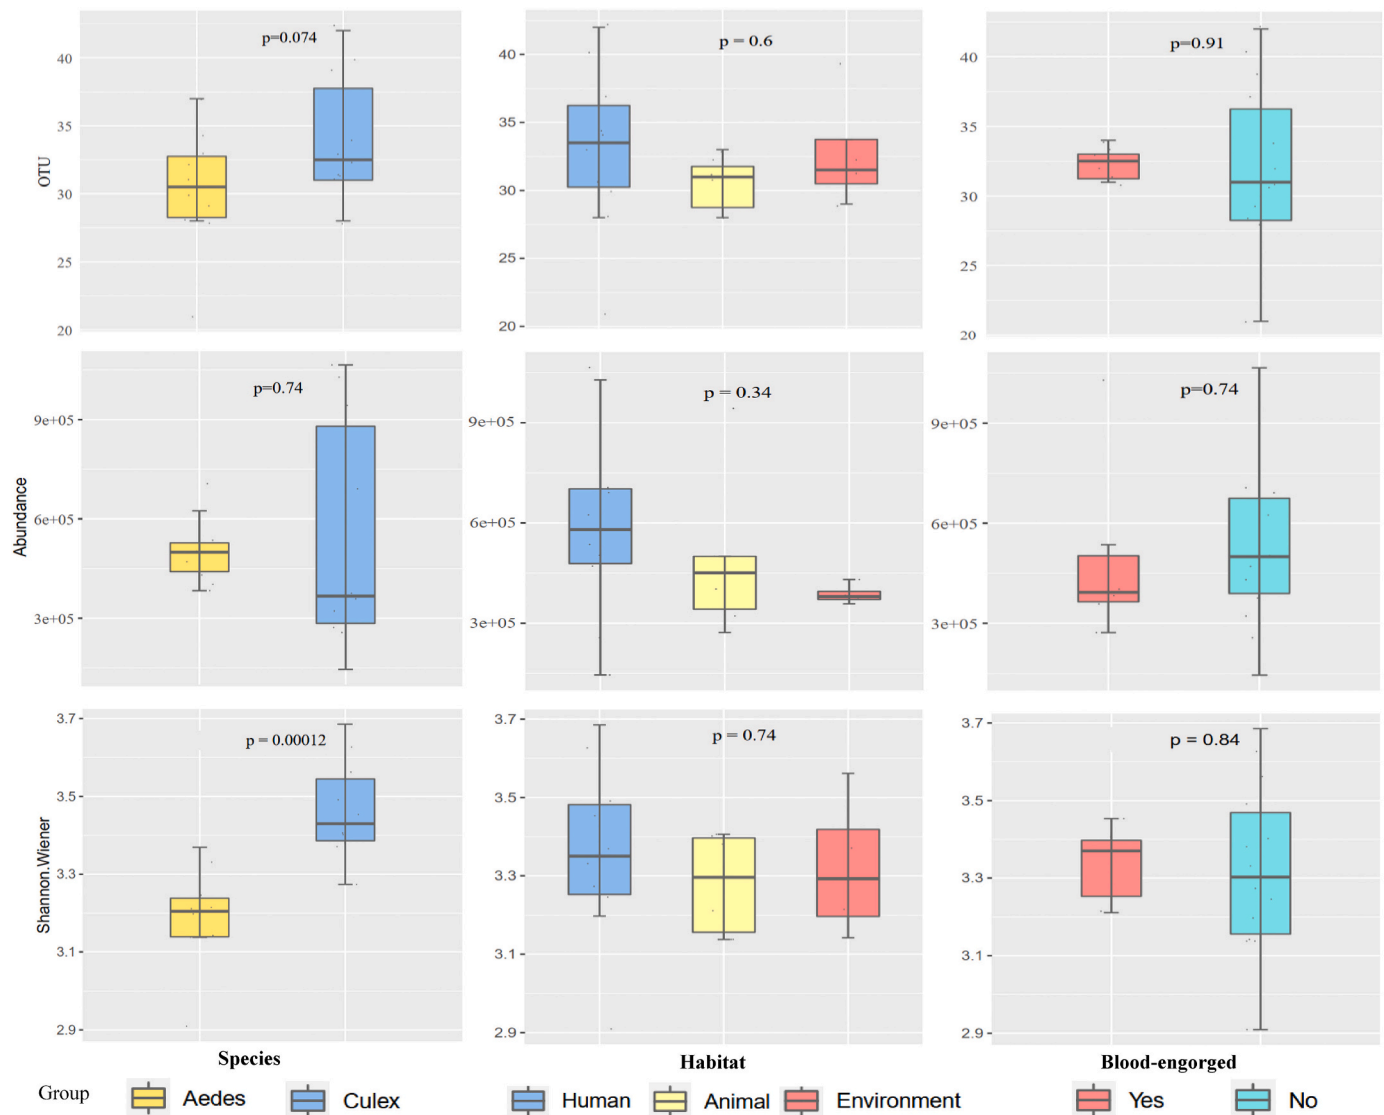 OTU
40
35
30
25
20
p=0.074
40
35
30
25
20
p = 0.6
40
35
30
25
20
p=0.91
Abundance
9e+05
6e+05
3e+05
p=0.74
9e+05
6e+05
3e+05
p = 0.34
9e+05
6e+05
3e+05
p=0.74
Shannon.Wiener
3.7
3.5
3.3
3.1
2.9
p = 0.00012
3.7
3.5
3.3
3.1
2.9
p = 0.74
3.7
3.5
3.3
3.1
2.9
p = 0.84
Species
Habitat
Blood-engorged
Group
Aedes
Culex
Human
Animal
Environment
Yes
No